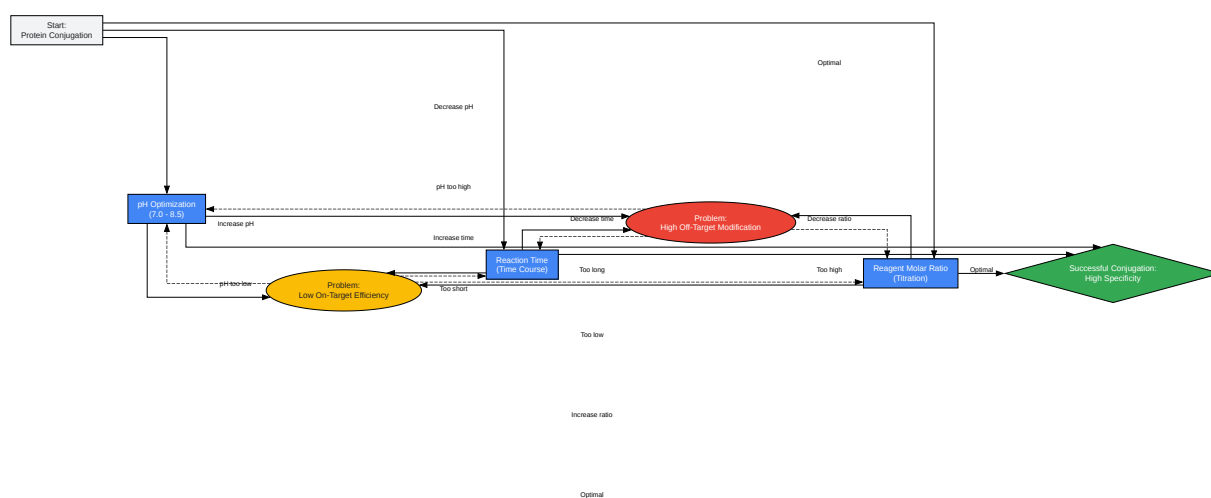 Start:
Protein Conjugation
Optimal
Decrease pH
pH too high
pH Optimization
(7.0 - 8.5)
Increase pH
Decrease time
Problem:
High Off-Target Modification
Decrease ratio
Increase time
Reaction Time
(Time Course)
Too long
Too high
Reagent Molar Ratio
(Titration)
Optimal
Successful Conjugation:
High Specificity
pH too low
Problem:
Low On-Target Efficiency
Too short
Too low
Increase ratio
Optimal